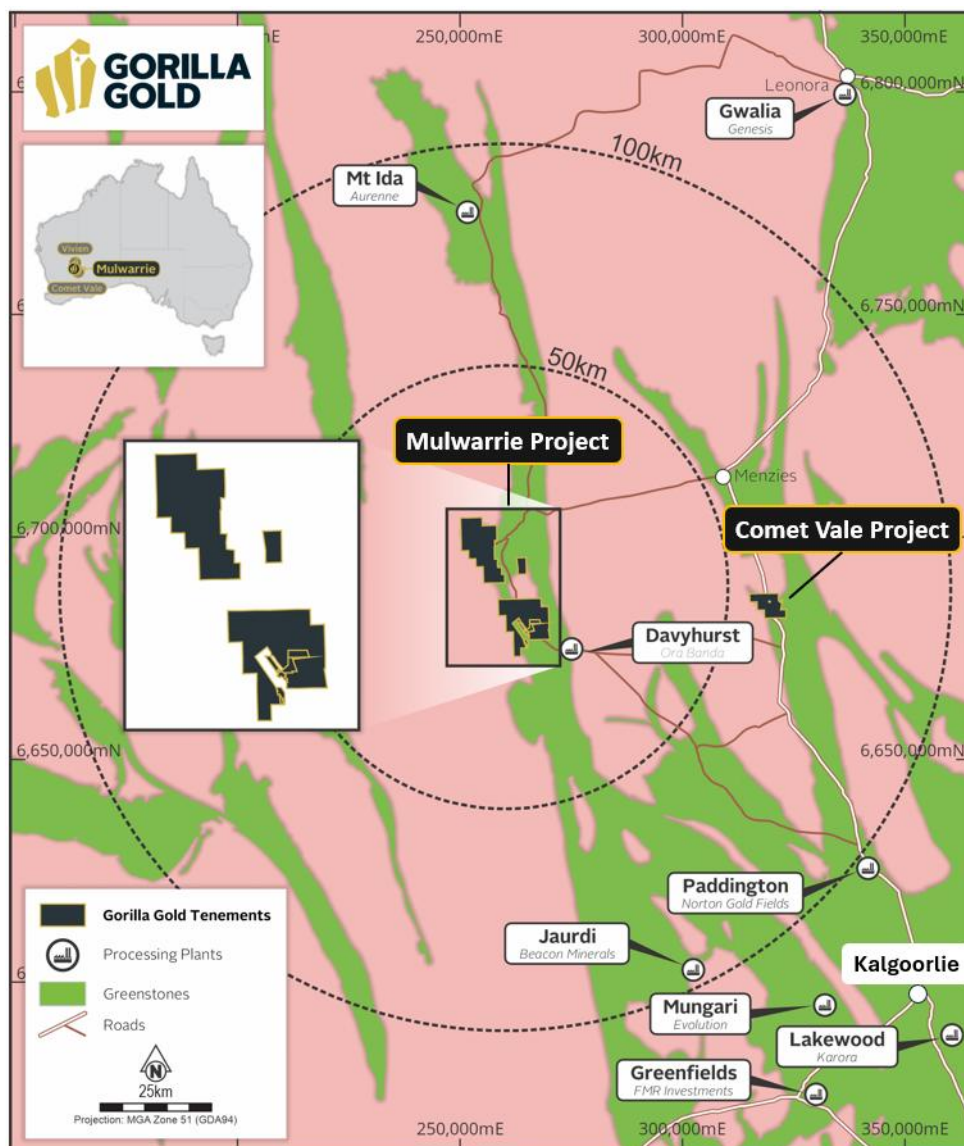 GORILLA
GOLD
250,000mE
300,000mE
350,000mE
Leonora
6,800,000mN
Gwalia
Genesis
100km
Mt Ida
Aurenne
Vivien
Mulwarrie
Comet Vale
6,750,000mN
50km
Mulwarrie Project
Menzies
6,700,000mN
Comet Vale Project
Davyhurst
Ora Banda
6,650,000mN
6,650,000mN
Paddington
Norton Gold Fields
Jaurdi
Beacon Minerals
Kalgoorlie
Mungari
Evolution
Lakewood
Karora
Greenfields
FMR Investments
Gorilla Gold Tenements
Processing Plants
Greenstones
Roads
N
25km
Projection: MGA Zone 51 (GDA94)
250,000mE
300,000mE
350,000mE